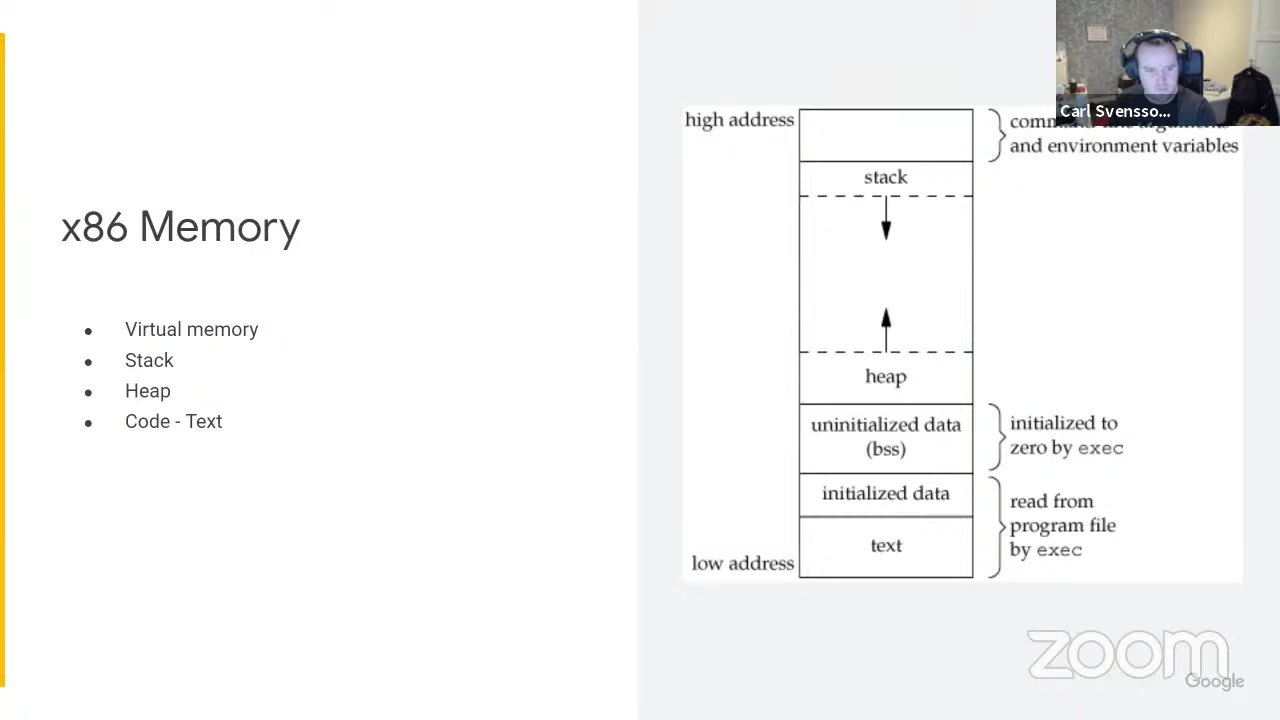 x86 Memory
● Virtual memory
● Stack
● Heap
● Code - Text
Carl Svensso...
high address
and environment variables
stack
heap
uninitialized data
(bss)
initialized to
zero by exec
initialized data
read from
program file
by exec
text
low address
zoom
Google